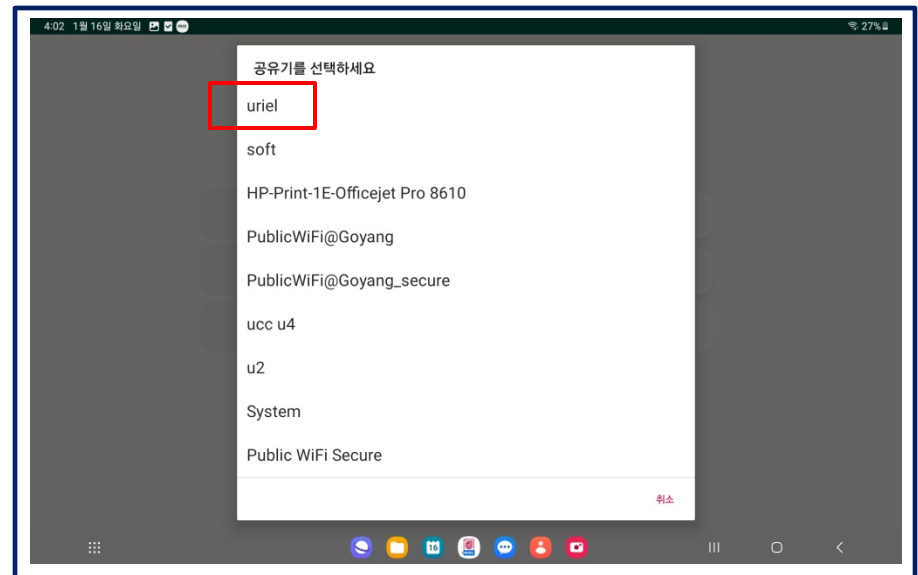 4:02 1월 16일 화요일
27%
공유기를 선택하세요
uriel
soft
HP-Print-1E-Officejet Pro 8610
PublicWiFi@Goyang
PublicWiFi@Goyang_secure
ucc u4
u2
System
Public WiFi Secure
취소
16